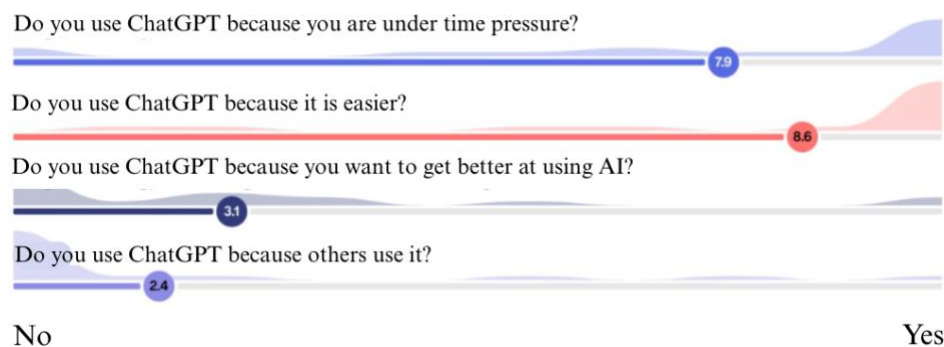 Do you use ChatGPT because you are under time pressure?
7.9
Do you use ChatGPT because it is easier?
8.6
Do you use ChatGPT because you want to get better at using AI?
3.1
Do you use ChatGPT because others use it?
2.4
No Yes